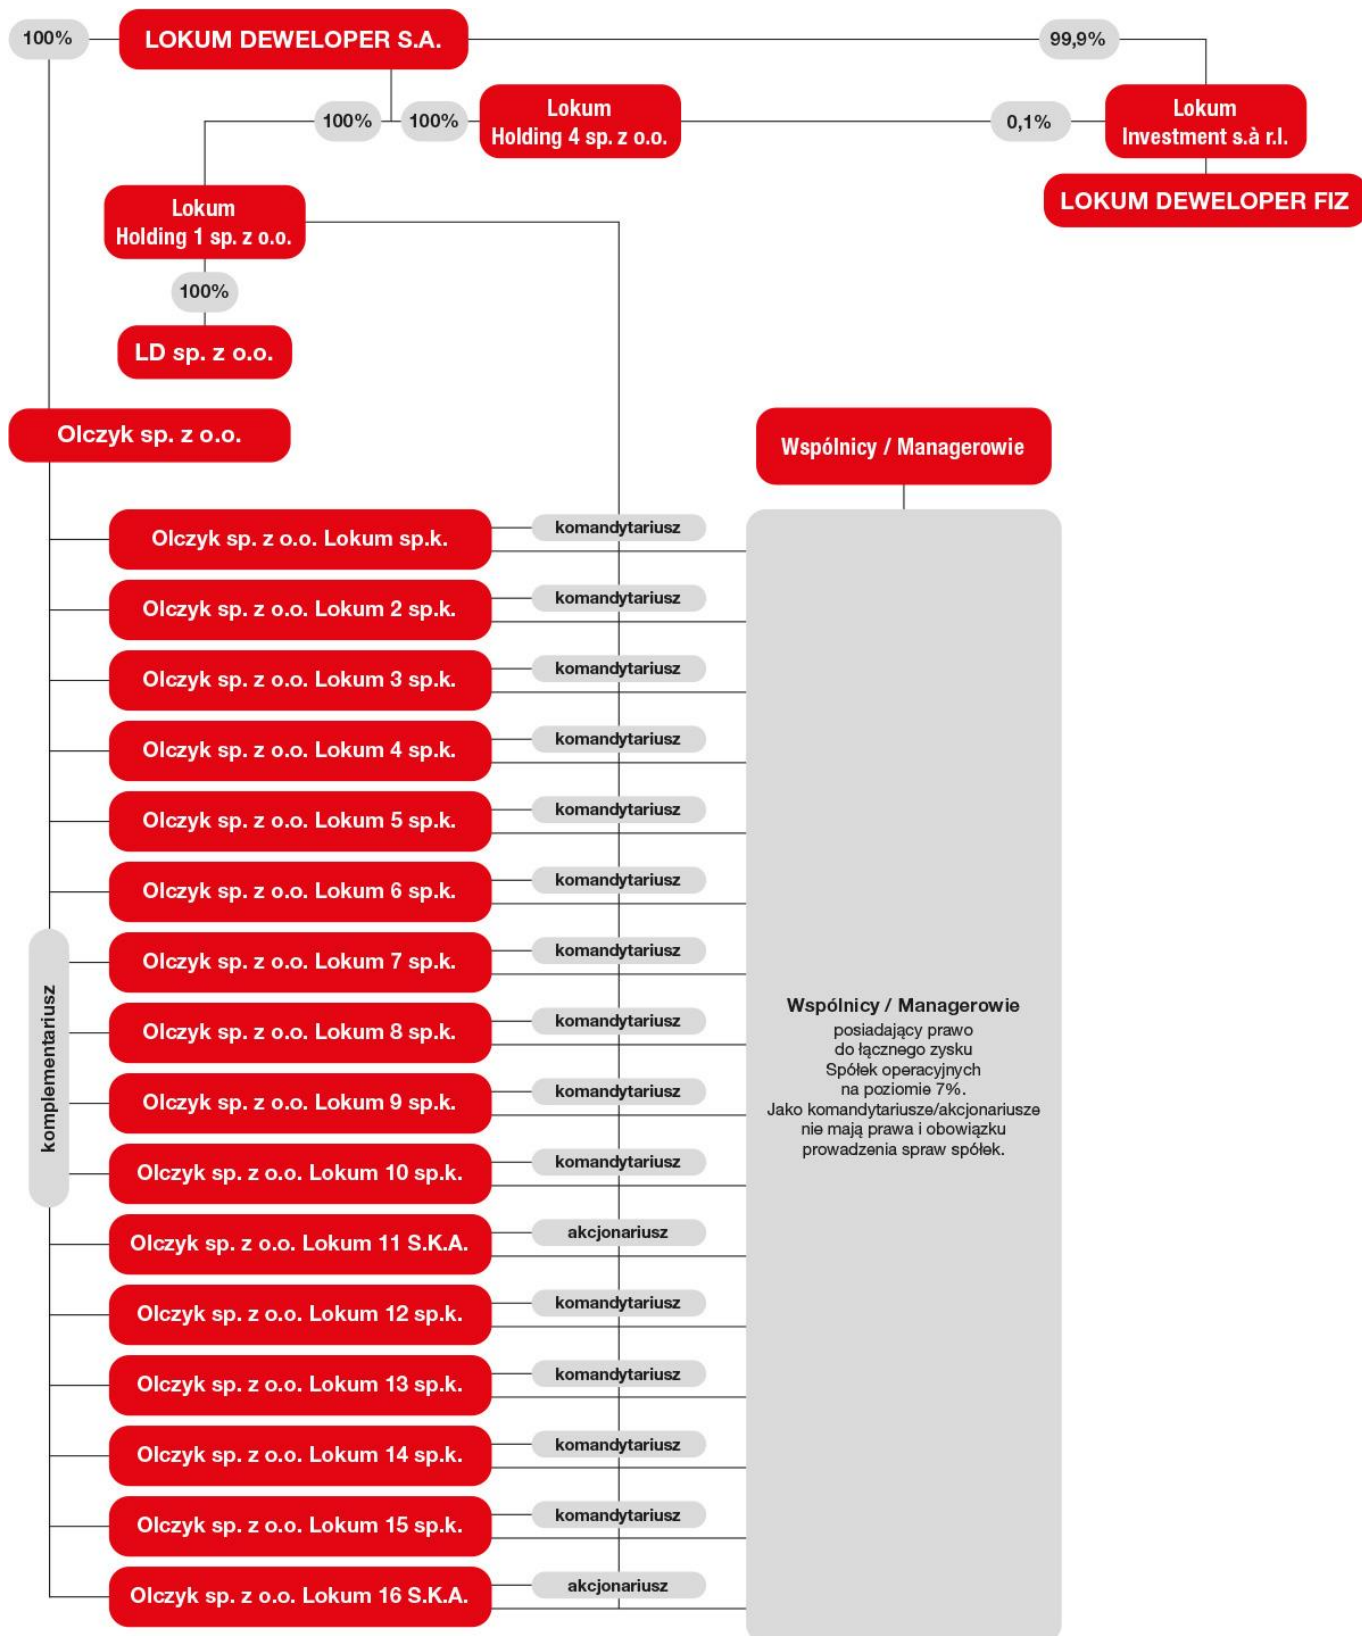 100%
LOKUM DEWELOPER S.A.
99,9%
100%
100%
Lokum
Holding 4 sp. z o.o.
0,1%
Lokum
Investment s.à r.l.
LOKUM DEWELOPER FIZ
Lokum
Holding 1 sp. z o.o.
100%
LD sp. z o.o.
Olczyk sp. z o.o.
Wspólnicy / Managerowie
Olczyk sp. z o.o. Lokum sp.k.
komandytariusz
Olczyk sp. z o.o. Lokum 2 sp.k.
komandytariusz
Olczyk sp. z o.o. Lokum 3 sp.k.
komandytariusz
Olczyk sp. z o.o. Lokum 4 sp.k.
komandytariusz
Olczyk sp. z o.o. Lokum 5 sp.k.
komandytariusz
Olczyk sp. z o.o. Lokum 6 sp.k.
komandytariusz
Olczyk sp. z o.o. Lokum 7 sp.k.
komandytariusz
Olczyk sp. z o.o. Lokum 8 sp.k.
komandytariusz
Olczyk sp. z o.o. Lokum 9 sp.k.
komandytariusz
Olczyk sp. z o.o. Lokum 10 sp.k.
komandytariusz
Olczyk sp. z o.o. Lokum 11 S.K.A.
akcjonariusz
Olczyk sp. z o.o. Lokum 12 sp.k.
komandytariusz
Olczyk sp. z o.o. Lokum 13 sp.k.
komandytariusz
Olczyk sp. z o.o. Lokum 14 sp.k.
komandytariusz
Olczyk sp. z o.o. Lokum 15 sp.k.
komandytariusz
Olczyk sp. z o.o. Lokum 16 S.K.A.
akcjonariusz
komplementariusz
Wspólnicy / Managerowie
posiadający prawo
do łącznego zysku
Spółek operacyjnych
na poziomie 7%.
Jako komandytariusze/akcjonariusze
nie mają prawa i obowiązku
prowadzenia spraw spółek.